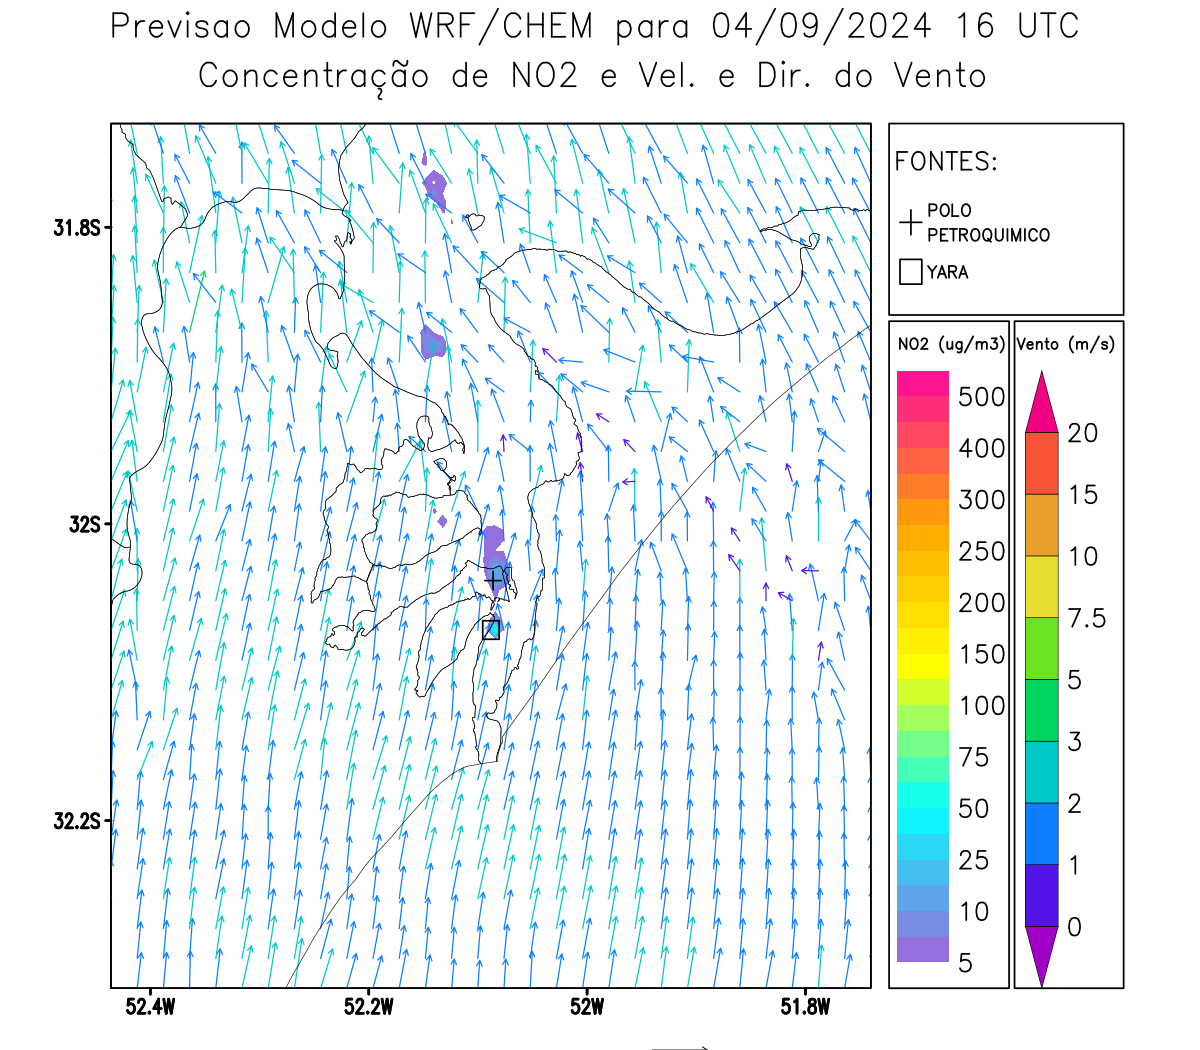 Previsao Modelo WRF/CHEM para 04/09/2024 16 UTC
Concentração de NO2 e Vel. e Dir. do Vento
FONTES:
POLO
PETROQUIMICO
YARA
NO2 (ug/m3)
500
400
300
250
200
150
100
75
50
25
10
5
Vento (m/s)
20
15
10
7.5
5
3
2
1
0
31.8S
32S
32.2S
52.4W
52.2W
52W
51.8W